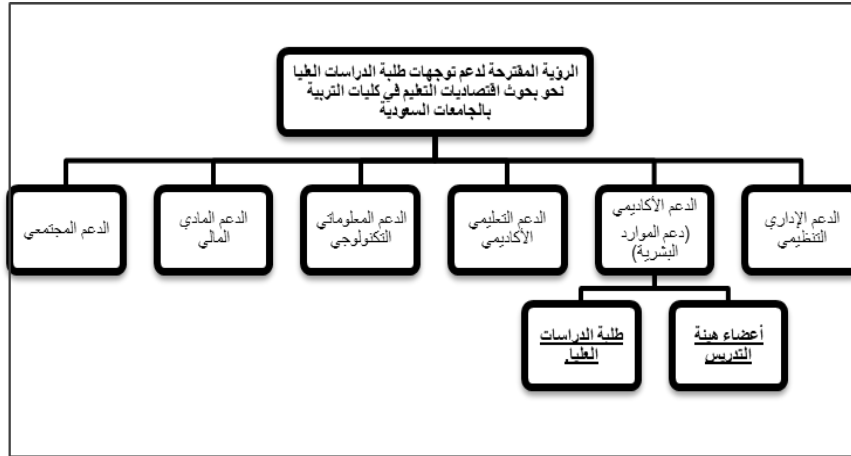 الرؤية المقترحة لدعم توجهات طلبة الدراسات العليا
نحو بحوث اقتصاديات التعليم في كليات التربية
بالجامعات السعودية
الدعم الإداري
التنظيمي
الدعم الأكاديمي
(دعم الموارد
البشرية)
الدعم التعليمي
الأكاديمي
الدعم المعلوماتي
التكنولوجي
الدعم المادي
المالي
الدعم المجتمعي
أعضاء هيئة
التدريس
طلبة الدراسات
العليا.